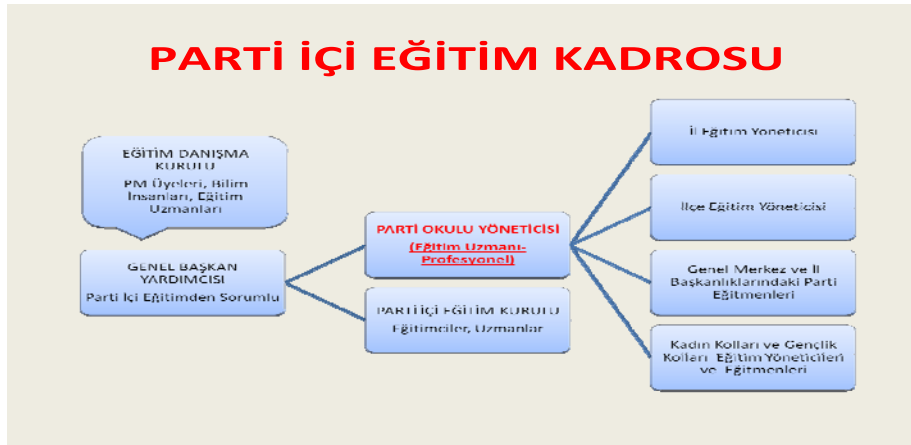 PARTİ İÇİ EĞİTİM KADROSU
EĞİTİM DANIŞMA
KURULU
PM Üyeleri, Bilim
İnsanları, Eğitim
Uzmanları
GENEL BAŞKAN
YARDIMCISI
Parti İçi Eğitimden Sorumlu
PARTİ OKULU YÖNETİCİSİ
(Eğitim Uzmanı-
Profesyonel)
PARTİ İÇİ EĞİTİM KURULU
Eğitimciler, Uzmanlar
İl Eğitim Yöneticisi
İlçe Eğitim Yöneticisi
Genel Merkez ve İl
Başkanlıklarındaki Parti
Eğitmenleri
Kadın Kolları ve Gençlik
Kolları Eğitim Yöneticileri
ve Eğitmenleri